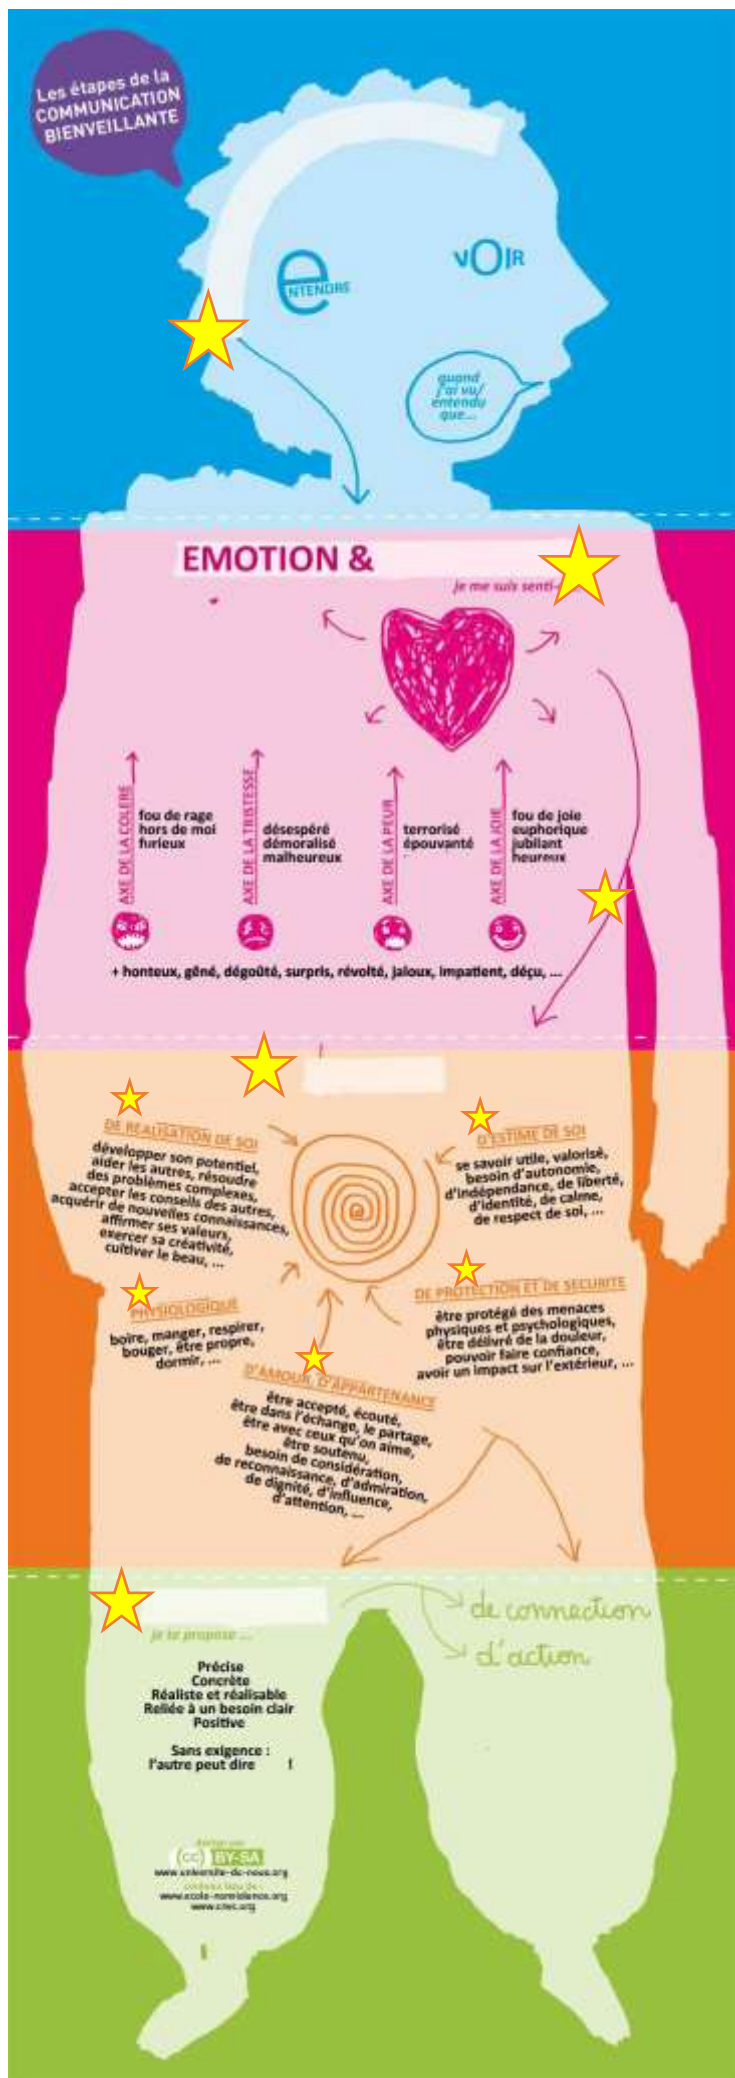 Les étapes de la
COMMUNICATION
BIENVEILLANTE
eNTENDRE
vOIR
quand
j'ai vu/
entendu
que...
EMOTION &
je me suis senti-
AXE DE LA COLERE
fou de rage
hors de moi
furieux
AXE DE LA TRISTESSE
désespéré
démoralisé
malheureux
AXE DE LA PEUR
terrorisé
épouvanté
AXE DE LA JOIE
fou de joie
euphorique
jubilant
heureux
+ honteux, gêné, dégoûté, surpris, révolté, jaloux, impatient, déçu, ...
DE REALISATION DE SOI
développer son potentiel,
aider les autres, résoudre
des problèmes complexes,
accepter les conseils des autres,
acquérir de nouvelles connaissances,
affirmer ses valeurs,
exercer sa créativité,
cultiver le beau, ...
D'ESTIME DE SOI
se savoir utile, valorisé,
besoin d'autonomie,
d'indépendance, de liberté,
d'identité, de calme,
de respect de soi, ...
PHYSIOLOGIQUE
boire, manger, respirer,
bouger, être propre,
dormir, ...
DE PROTECTION ET DE SECURITE
être protégé des menaces
physiques et psychologiques,
être délivré de la douleur,
pouvoir faire confiance,
avoir un impact sur l'extérieur, ...
D'AMOUR, D'APPARTENANCE
être accepté, écouté,
être dans l'échange, le partage,
être avec ceux qu'on aime,
être soutenu,
besoin de considération,
de reconnaissance, d'admiration,
de dignité, d'influence,
d'attention, ...
je te propose ...
de connection
d'action
Précise
Concrète
Réaliste et réalisable
Reliée à un besoin clair
Positive
Sans exigence :
l'autre peut dire !
(cc) BY-SA
www.universite-du-nous.org
www.ecole-nonviolence.org
www.cnvc.org